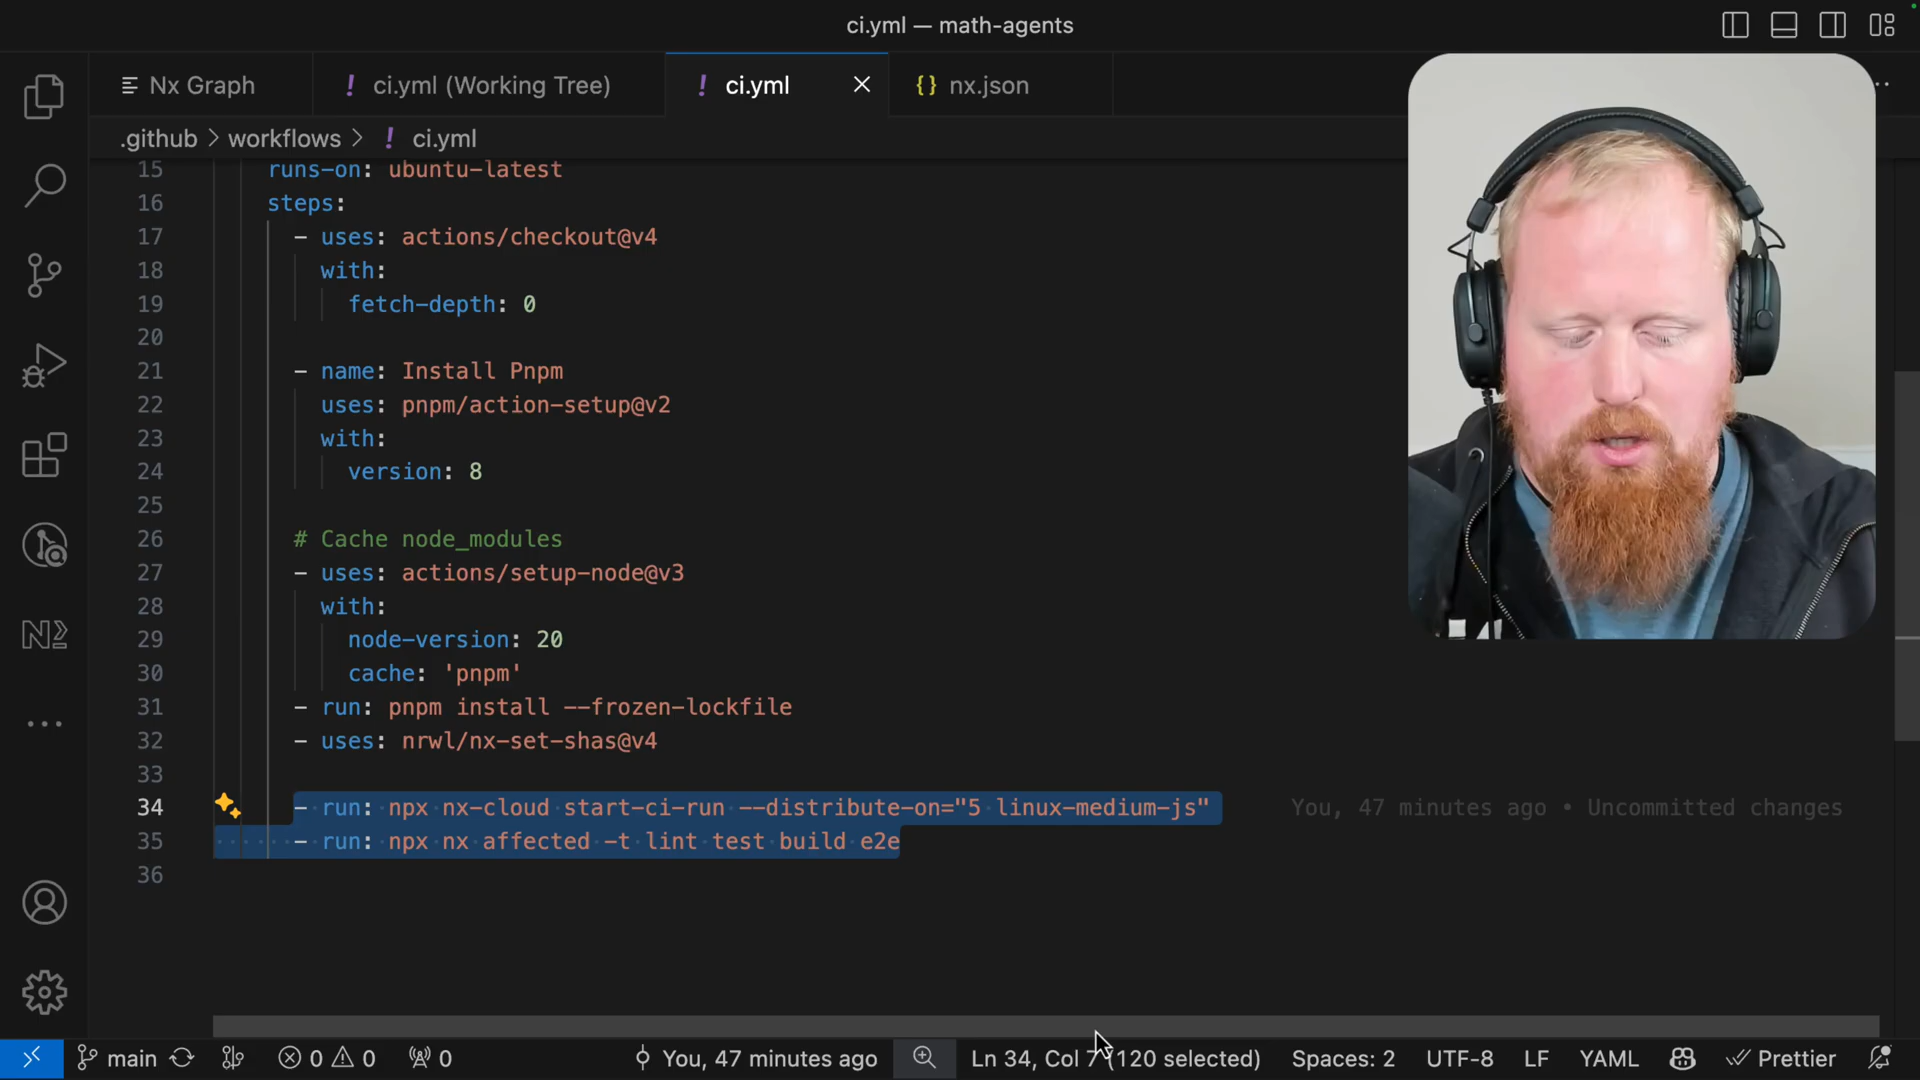 ci.yml — math-agents
Nx Graph
! ci.yml (Working Tree)
! ci.yml
{} nx.json
.github > workflows > ! ci.yml
15 runs-on: ubuntu-latest
16 steps:
17 - uses: actions/checkout@v4
18 with:
19 fetch-depth: 0
20
21 - name: Install Pnpm
22 uses: pnpm/action-setup@v2
23 with:
24 version: 8
25
26 # Cache node_modules
27 - uses: actions/setup-node@v3
28 with:
29 node-version: 20
30 cache: 'pnpm'
31 - run: pnpm install --frozen-lockfile
32 - uses: nrwl/nx-set-shas@v4
33
34 - run: npx nx-cloud start-ci-run --distribute-on="5 linux-medium-js" You, 47 minutes ago • Uncommitted changes
35 - run: npx nx affected -t lint test build e2e
36
main 0 0 0 You, 47 minutes ago Ln 34, Col 7 (120 selected) Spaces: 2 UTF-8 LF YAML Prettier